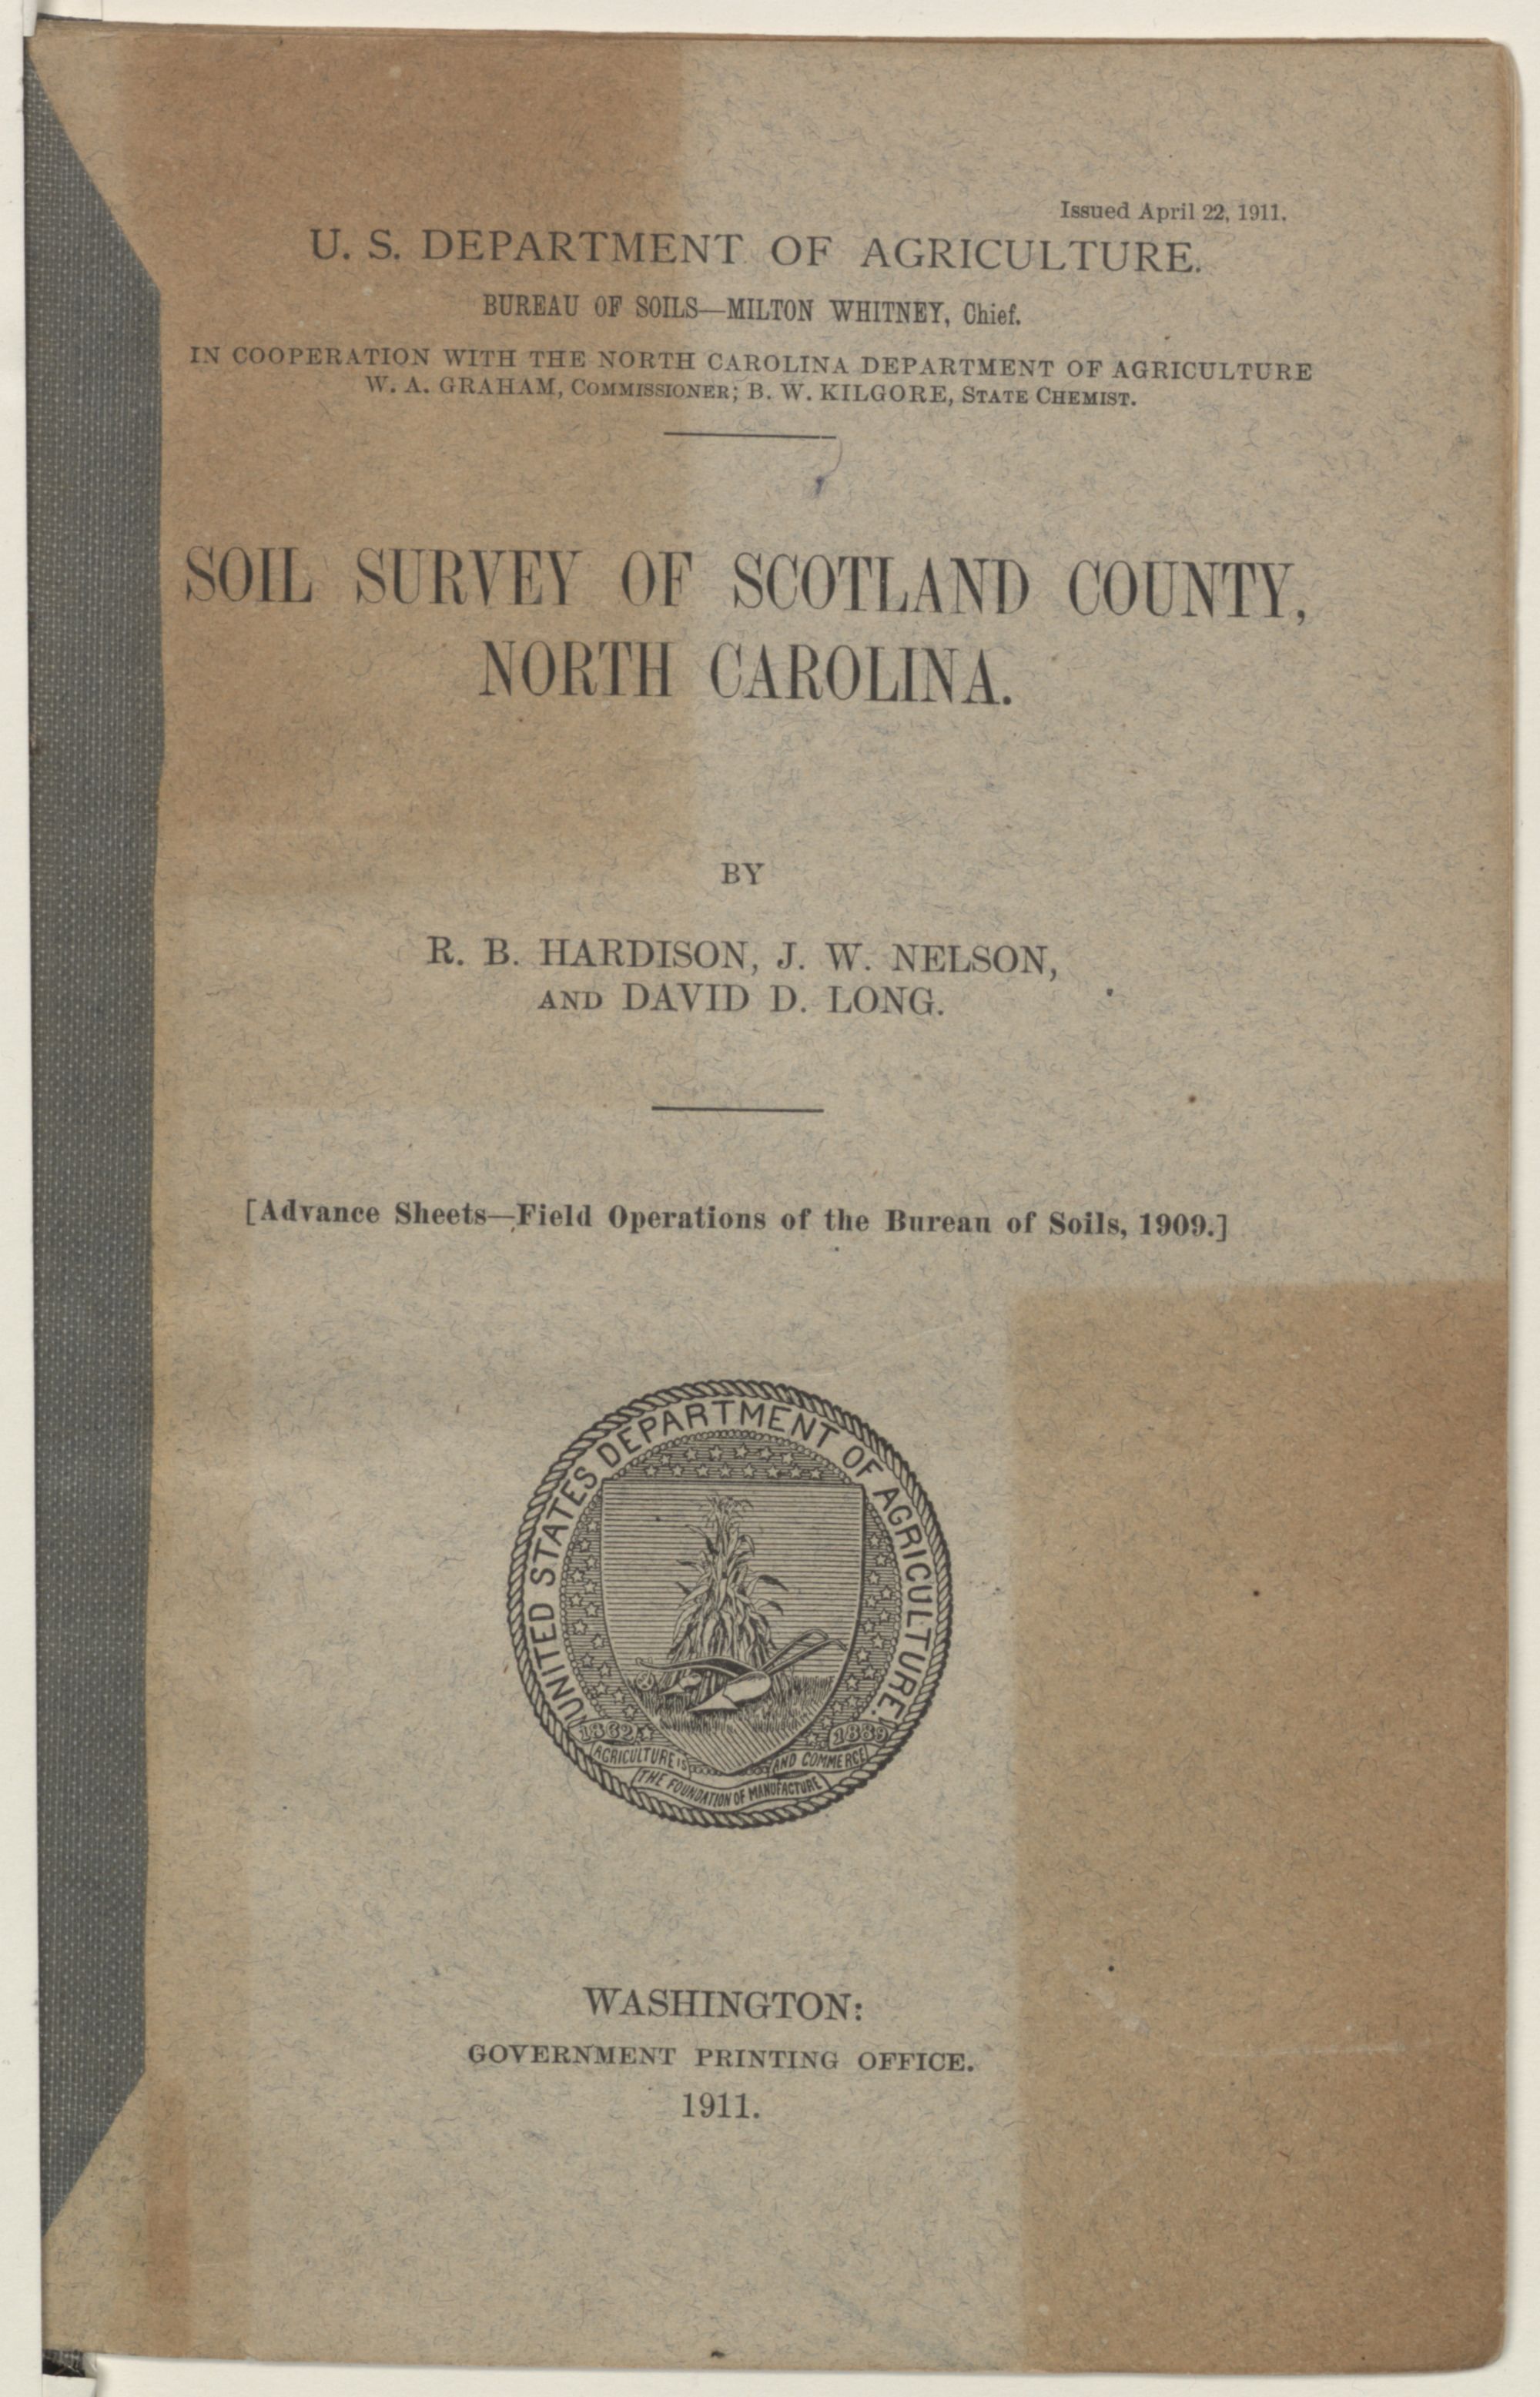 Issued April 22, 1911.
U. S. DEPARTMENT OF AGRICULTURE.
BUREAU OF SOILS—MILTON WHITNEY, Chief.
IN COOPERATION WITH THE NORTH CAROLINA DEPARTMENT OF AGRICULTURE
W. A. GRAHAM, COMMISSIONER; B. W. KILGORE, STATE CHEMIST.
SOIL SURVEY OF SCOTLAND COUNTY,
NORTH CAROLINA.
BY
R. B. HARDISON, J. W. NELSON,
AND DAVID D. LONG.
[Advance Sheets—Field Operations of the Bureau of Soils, 1909.]
UNITED STATES DEPARTMENT OF AGRICULTURE.
1862
1889
AGRICULTURE IS
THE FOUNDATION OF MANUFACTURE
AND COMMERCE
WASHINGTON:
GOVERNMENT PRINTING OFFICE.
1911.